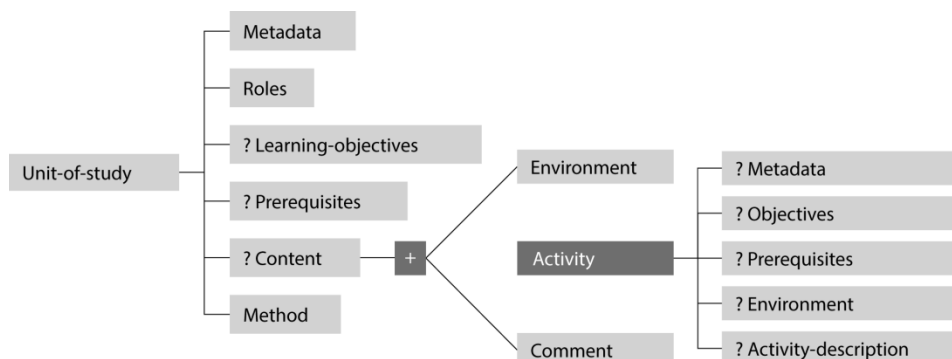 Unit-of-study
Metadata
Roles
? Learning-objectives
? Prerequisites
? Content
Method
+
Environment
Activity
Comment
? Metadata
? Objectives
? Prerequisites
? Environment
? Activity-description